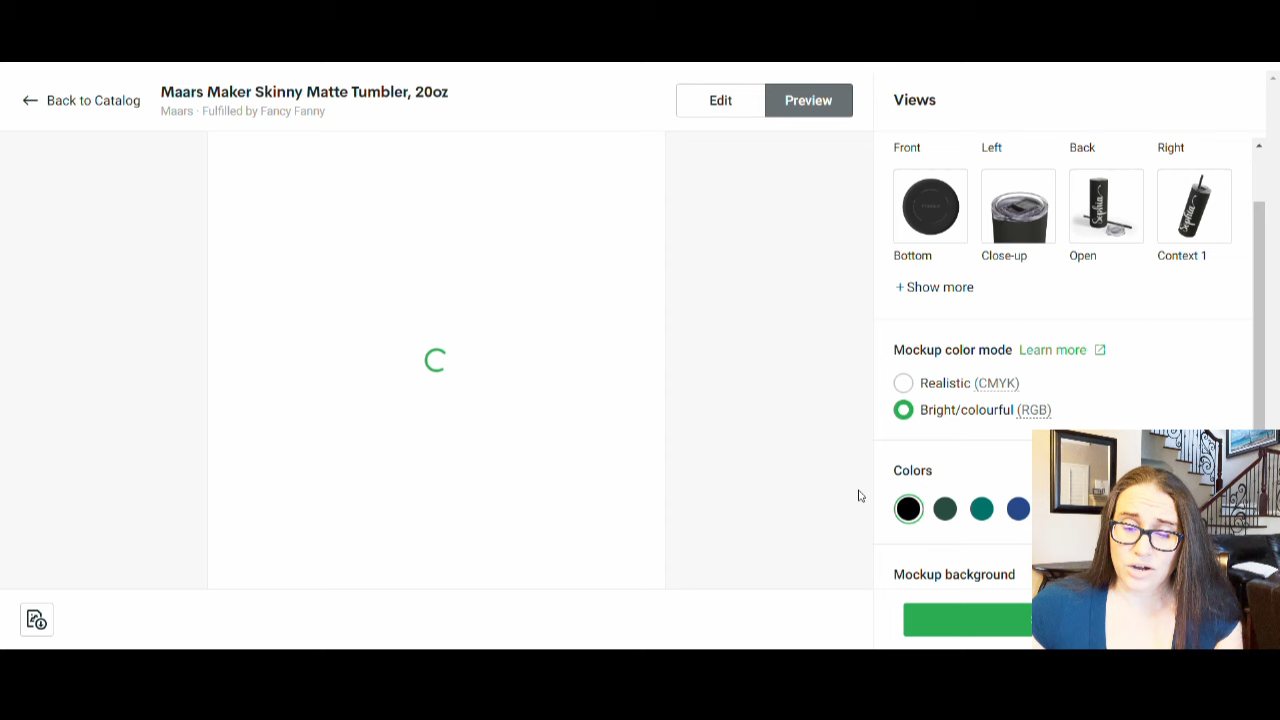 Back to Catalog
Maars Maker Skinny Matte Tumbler, 20oz
Maars · Fulfilled by Fancy Fanny
Edit
Preview
Views
Front
Left
Back
Right
Sophia
Sophia
Bottom
Close-up
Open
Context 1
+ Show more
Mockup color mode Learn more
Realistic (CMYK)
Bright/colourful (RGB)
Colors
Mockup background